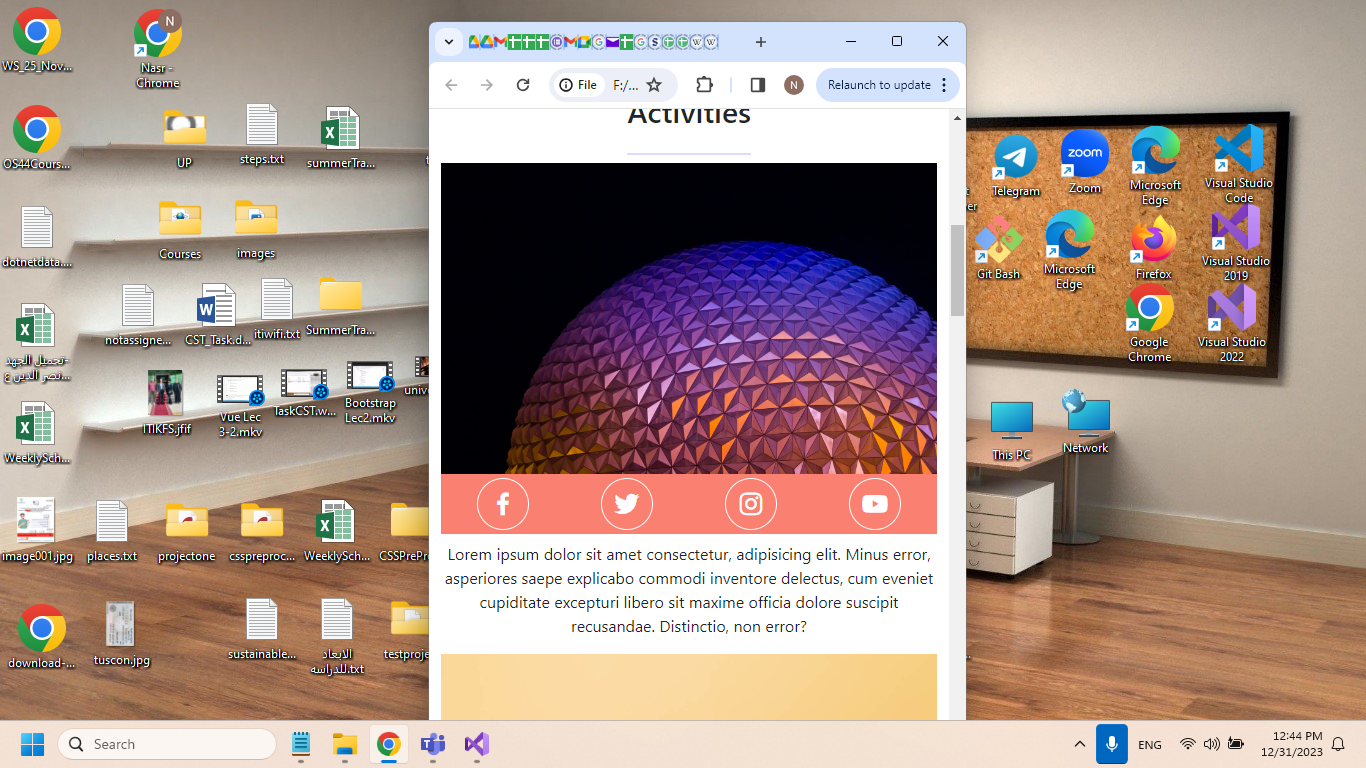 WS_25_Nov...
N
Nasr -
Chrome
File
F:/...
N
Relaunch to update
OS44Cours...
UP
steps.txt
summerTra...
Activities
Telegram
zoom
Zoom
Microsoft
Edge
Visual Studio
Code
dotnetdata....
Courses
images
Git Bash
Microsoft
Edge
Firefox
Visual Studio
2019
notassigne...
CST_Task.d...
itiwifi.txt
SummerTra...
Google
Chrome
Visual Studio
2022
تحميل الجهد-
ITIKFS.jfif
Vue Lec
3-2.mkv
TaskCST.w...
Bootstrap
Lec2.mkv
WeeklySch...
This PC
Network
image001.jpg
places.txt
projectone
csspreproc...
WeeklySch...
CSSPrePr
Lorem ipsum dolor sit amet consectetur, adipisicing elit. Minus error,
asperiores saepe explicabo commodi inventore delectus, cum eveniet
cupiditate excepturi libero sit maxime officia dolore suscipit
recusandae. Distinctio, non error?
download-...
tuscon.jpg
sustainable...
الابعاد
للدراسه.txt
testproje
Search
ENG
12:44 PM
12/31/2023